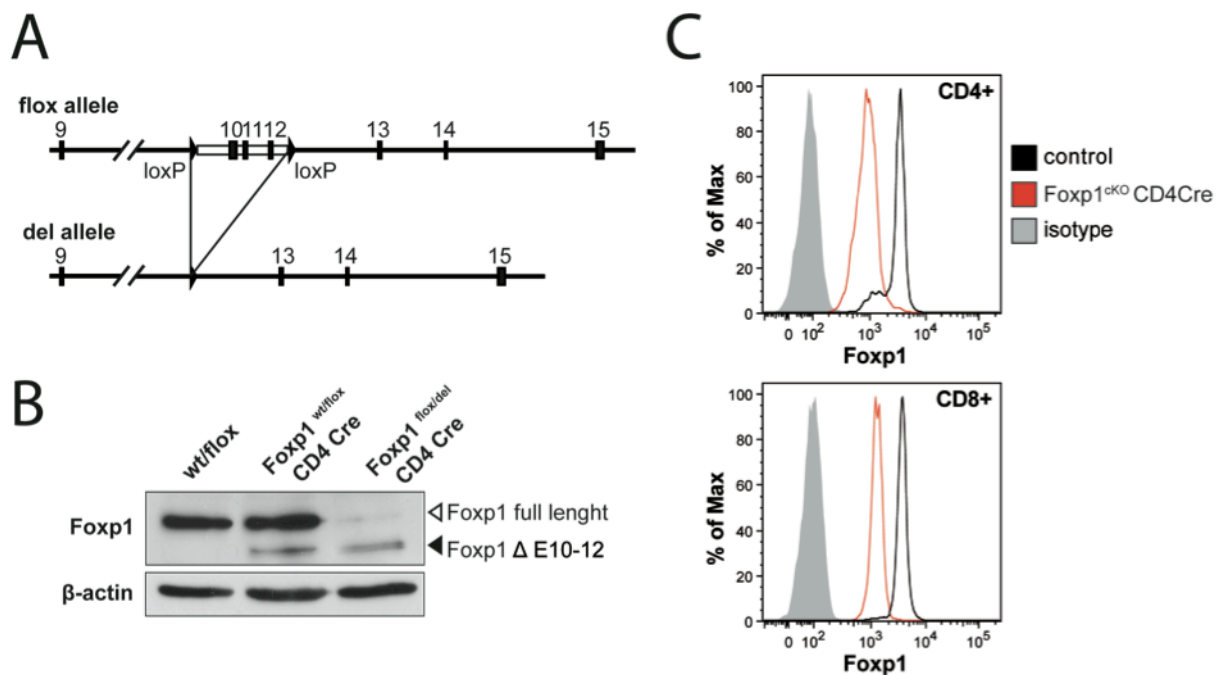 A
flox allele
9 10 11 12 13 14 15
loxP loxP
del allele
9 13 14 15
B
wt/flox
Foxp1 wt/flox
CD4 Cre
Foxp1 flox/del
CD4 Cre
Foxp1
Foxp1 full lenght
Foxp1 Δ E10-12
β-actin
C
CD4+
% of Max
100
80
60
40
20
0
0 10² 10³ 10⁴ 10⁵
Foxp1
control
Foxp1cKO CD4Cre
isotype
CD8+
% of Max
100
80
60
40
20
0
0 10² 10³ 10⁴ 10⁵
Foxp1